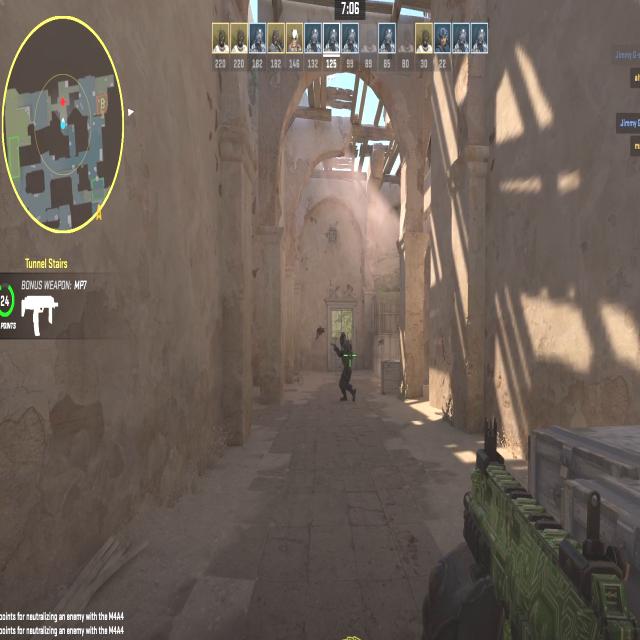 7:06
220 220 182 182 146 132 125 99 89 85 80 30 22
Jimmy G
Jimmy G
B
A
Tunnel Stairs
BONUS WEAPON: MP7
24
POINTS
points for neutralizing an enemy with the M4A4
points for neutralizing an enemy with the M4A4